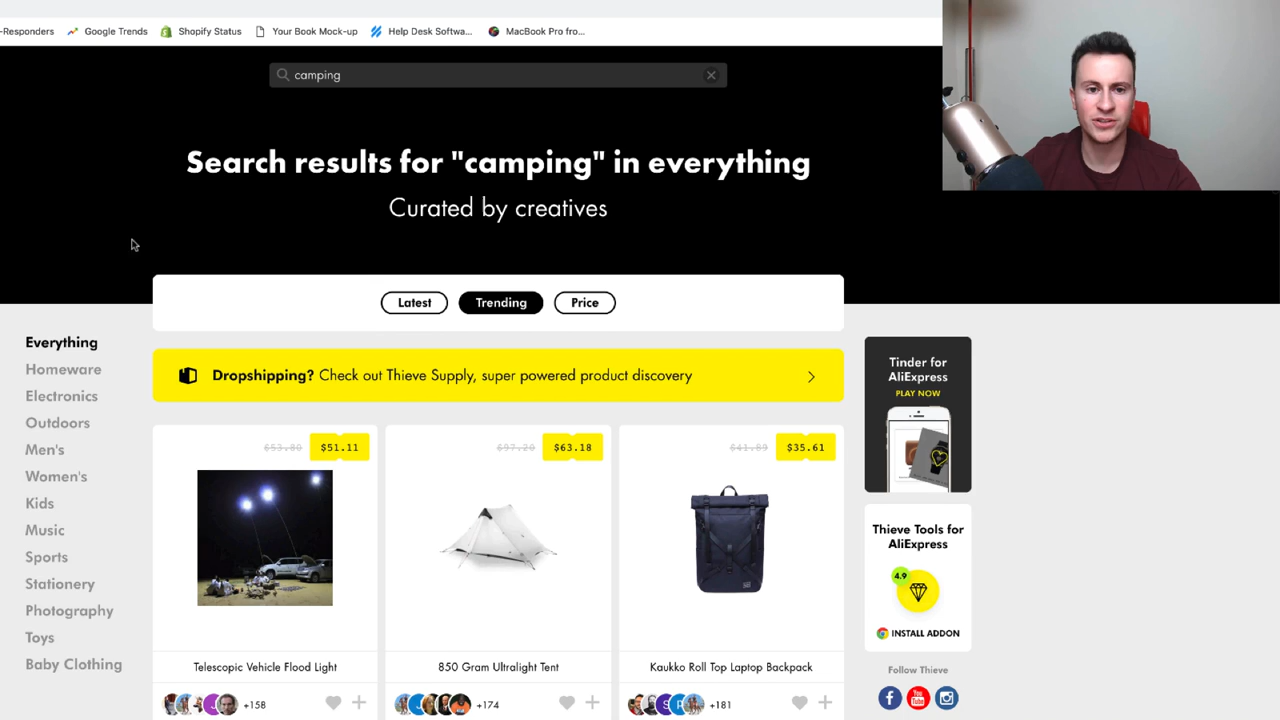 -Responders
Google Trends
Shopify Status
Your Book Mock-up
Help Desk Softwa...
MacBook Pro fro...
camping
Search results for "camping" in everything
Curated by creatives
Latest
Trending
Price
Everything
Homeware
Electronics
Outdoors
Men's
Women's
Kids
Music
Sports
Stationery
Photography
Toys
Baby Clothing
Dropshipping? Check out Thieve Supply, super powered product discovery
$53.80 $51.11
$97.20 $63.18
$41.89 $35.61
Telescopic Vehicle Flood Light
850 Gram Ultralight Tent
Kaukko Roll Top Laptop Backpack
+158
+174
+181
Tinder for
AliExpress
PLAY NOW
Thieve Tools for
AliExpress
4.9
INSTALL ADDON
Follow Thieve